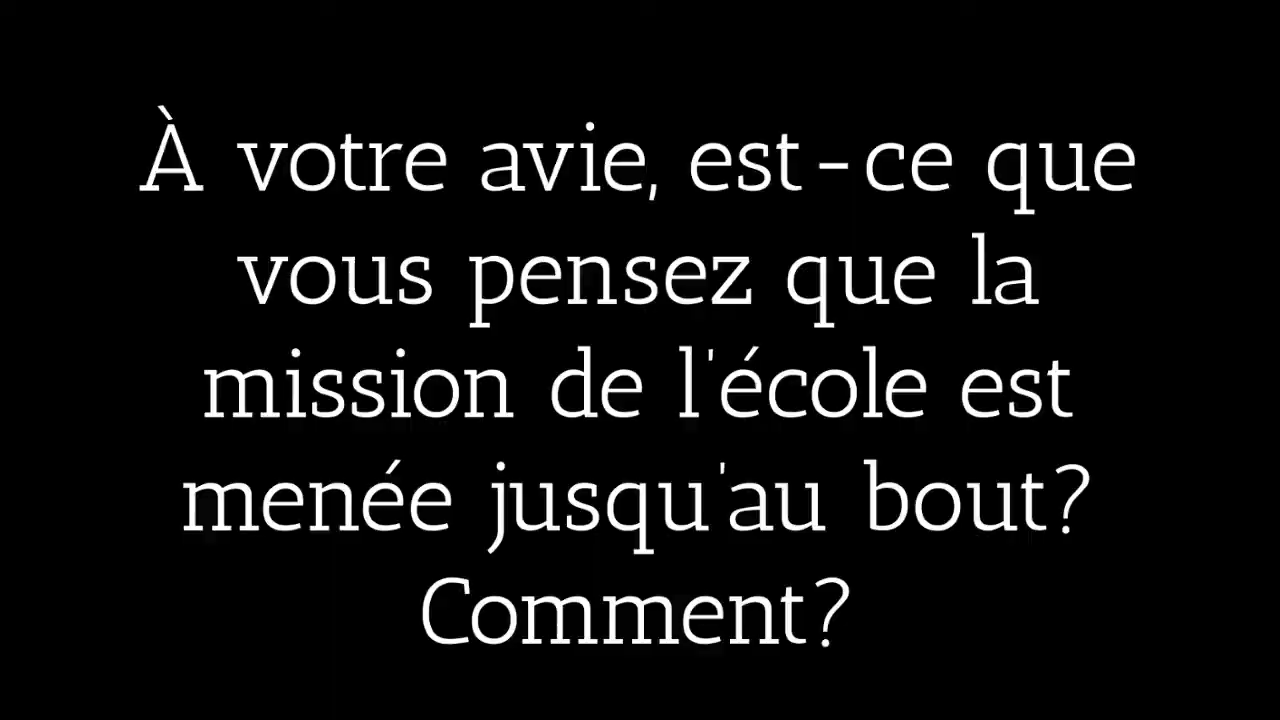 À votre avie, est-ce que
vous pensez que la
mission de l'école est
menée jusqu'au bout?
Comment?